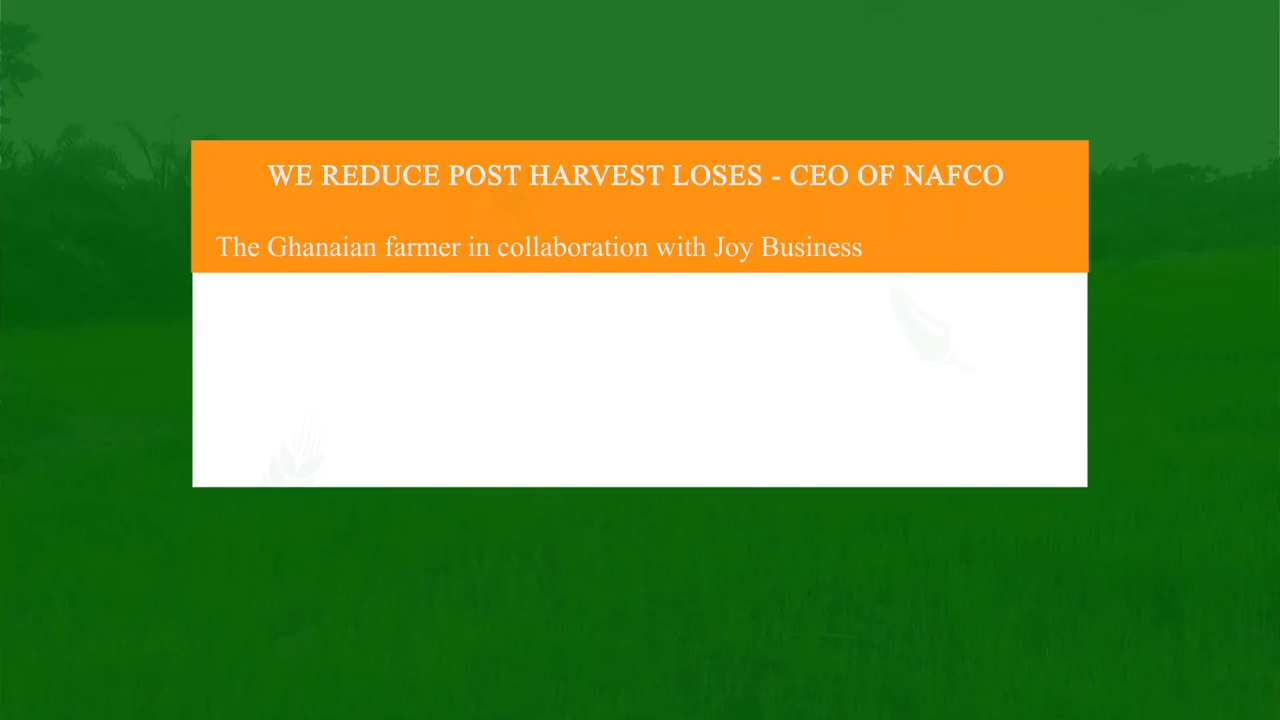 WE REDUCE POST HARVEST LOSES - CEO OF NAFCO
The Ghanaian farmer in collaboration with Joy Business